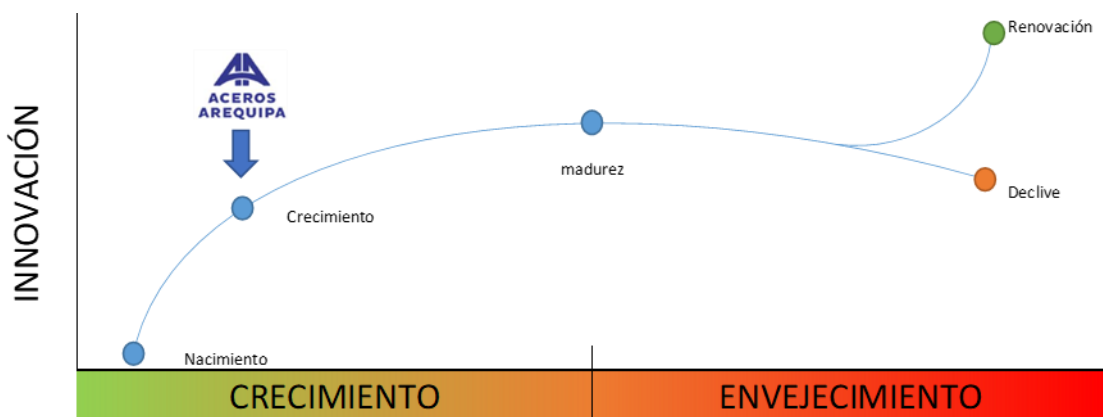 Renovación
ACEROS
AREQUIPA
INNOVACIÓN
madurez
Declive
Crecimiento
Nacimiento
CRECIMIENTO
ENVEJECIMIENTO